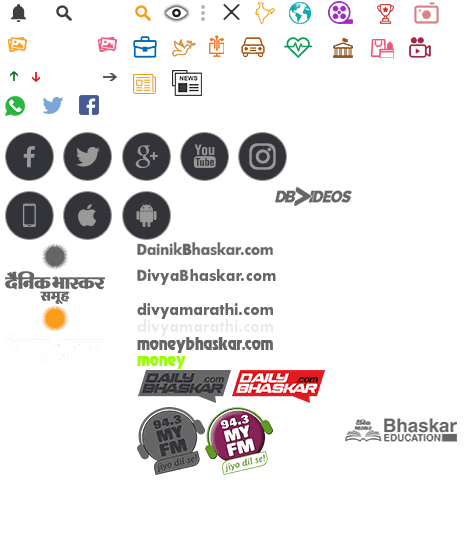 NEWS
g+
You
Tube
DB VIDEOS
DainikBhaskar.com
दैनिक भास्कर
समूह
DivyaBhaskar.com
divyamarathi.com
divyamarathi.com
moneybhaskar.com
money
DAILY
BHASKAR.com
DAILY
BHASKAR.com
94.3
MY
FM
jiyo dil se!
94.3
MY
FM
jiyo dil se!
Bhaskar
EDUCATION